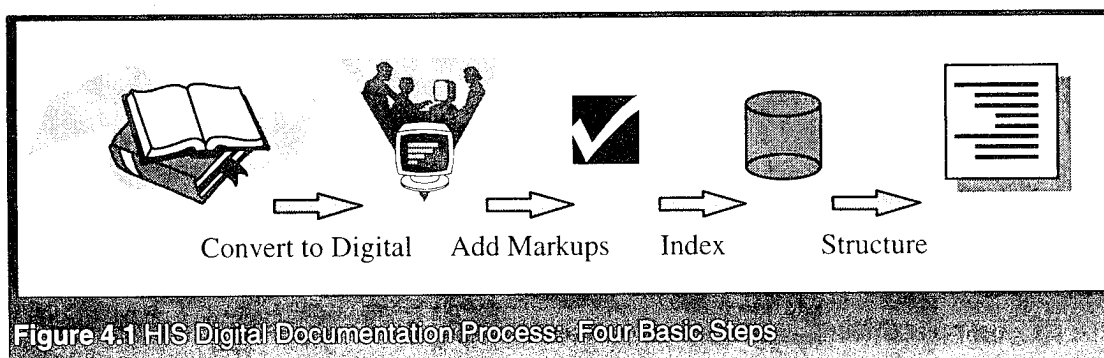 Convert to Digital Add Markups Index Structure
Figure 4.1 HIS Digital Documentation Process: Four Basic Steps